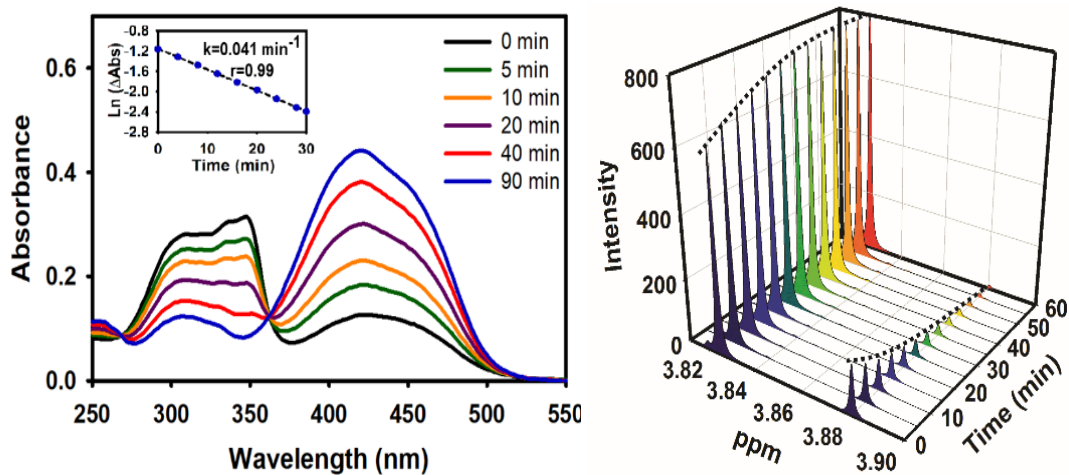 0.6
0.4
0.2
0.0
Absorbance
250 300 350 400 450 500 550
Wavelength (nm)
-0.8
-1.2
-1.6
-2.0
-2.4
-2.8
Ln (ΔAbs)
k=0.041 min-1
r=0.99
0 10 20 30
Time (min)
0 min
5 min
10 min
20 min
40 min
90 min
800
600
400
200
0
Intensity
3.82
3.84
3.86
3.88
3.90
ppm
0
10
20
30
40
50
60
Time (min)